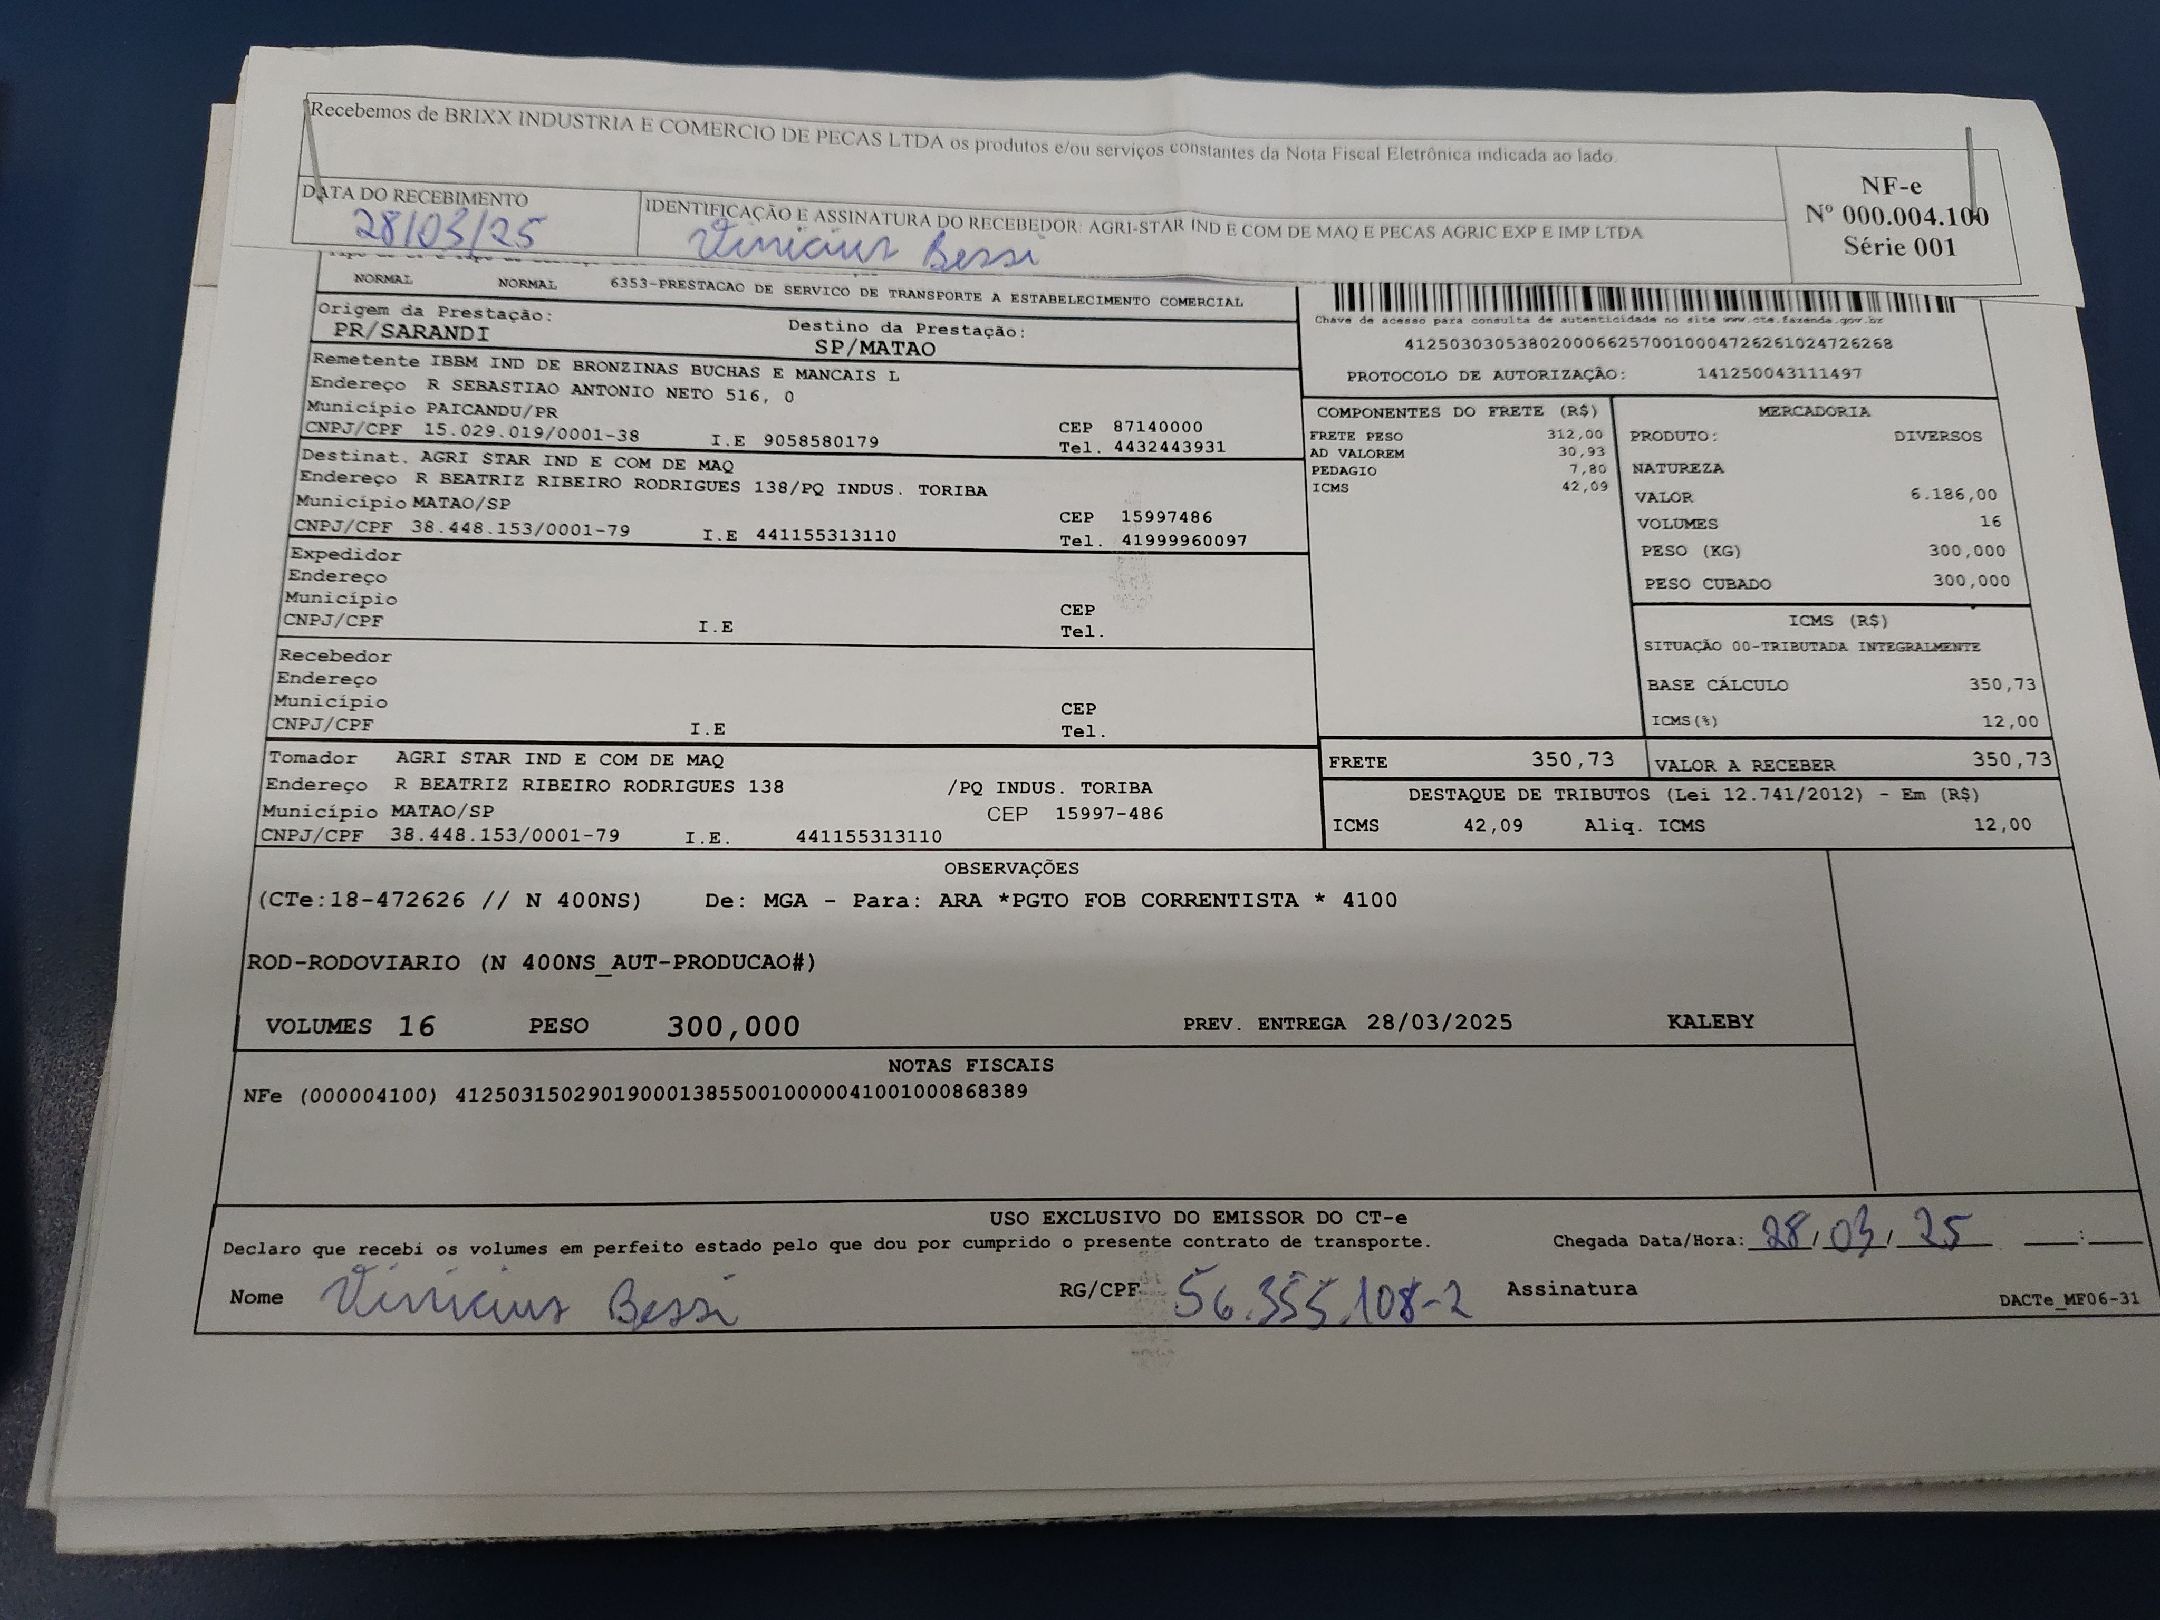 Recebemos de BRIXX INDUSTRIA E COMERCIO DE PECAS LTDA os produtos e/ou serviços constantes da Nota Fiscal Eletrônica indicada ao lado.
NF-e
Nº 000.004.100
Série 001
DATA DO RECEBIMENTO
28/03/25
IDENTIFICAÇÃO E ASSINATURA DO RECEBEDOR: AGRI-STAR IND E COM DE MAQ E PECAS AGRIC EXP E IMP LTDA
Vinicius Bessi
NORMAL NORMAL 6353-PRESTACAO DE SERVICO DE TRANSPORTE A ESTABELECIMENTO COMERCIAL
Origem da Prestação: Destino da Prestação:
PR/SARANDI SP/MATAO
Chave de acesso para consulta de autenticidade no site www.cte.fazenda.gov.br
41250303053802000662570010004726261024726268
PROTOCOLO DE AUTORIZAÇÃO: 141250043111497
Remetente IBBM IND DE BRONZINAS BUCHAS E MANCAIS L
Endereço R SEBASTIAO ANTONIO NETO 516, 0
Município PAICANDU/PR CEP 87140000
CNPJ/CPF 15.029.019/0001-38 I.E 9058580179 Tel. 4432443931
Destinat. AGRI STAR IND E COM DE MAQ
Endereço R BEATRIZ RIBEIRO RODRIGUES 138/PQ INDUS. TORIBA
Município MATAO/SP CEP 15997486
CNPJ/CPF 38.448.153/0001-79 I.E 441155313110 Tel. 41999960097
Expedidor
Endereço
Município CEP
CNPJ/CPF I.E Tel.
Recebedor
Endereço
Município CEP
CNPJ/CPF I.E Tel.
COMPONENTES DO FRETE (R$)
FRETE PESO 312,00
AD VALOREM 30,93
PEDAGIO 7,80
ICMS 42,09
MERCADORIA
PRODUTO: DIVERSOS
NATUREZA
VALOR 6.186,00
VOLUMES 16
PESO (KG) 300,000
PESO CUBADO 300,000
ICMS (R$)
SITUAÇÃO 00-TRIBUTADA INTEGRALMENTE
BASE CÁLCULO 350,73
ICMS(%) 12,00
Tomador AGRI STAR IND E COM DE MAQ
Endereço R BEATRIZ RIBEIRO RODRIGUES 138 /PQ INDUS. TORIBA
Município MATAO/SP CEP 15997-486
CNPJ/CPF 38.448.153/0001-79 I.E. 441155313110
FRETE 350,73 VALOR A RECEBER 350,73
DESTAQUE DE TRIBUTOS (Lei 12.741/2012) - Em (R$)
ICMS 42,09 Aliq. ICMS 12,00
OBSERVAÇÕES
(CTe:18-472626 // N 400NS) De: MGA - Para: ARA *PGTO FOB CORRENTISTA * 4100
ROD-RODOVIARIO (N 400NS_AUT-PRODUCAO#)
VOLUMES 16 PESO 300,000 PREV. ENTREGA 28/03/2025 KALEBY
NOTAS FISCAIS
NFe (000004100) 41250315029019000138550010000041001000868389
USO EXCLUSIVO DO EMISSOR DO CT-e
Declaro que recebi os volumes em perfeito estado pelo que dou por cumprido o presente contrato de transporte. Chegada Data/Hora: 28/03/25 __:__
Nome Vinicius Bessi RG/CPF 56.355.108-2 Assinatura
DACTe_MF06-31